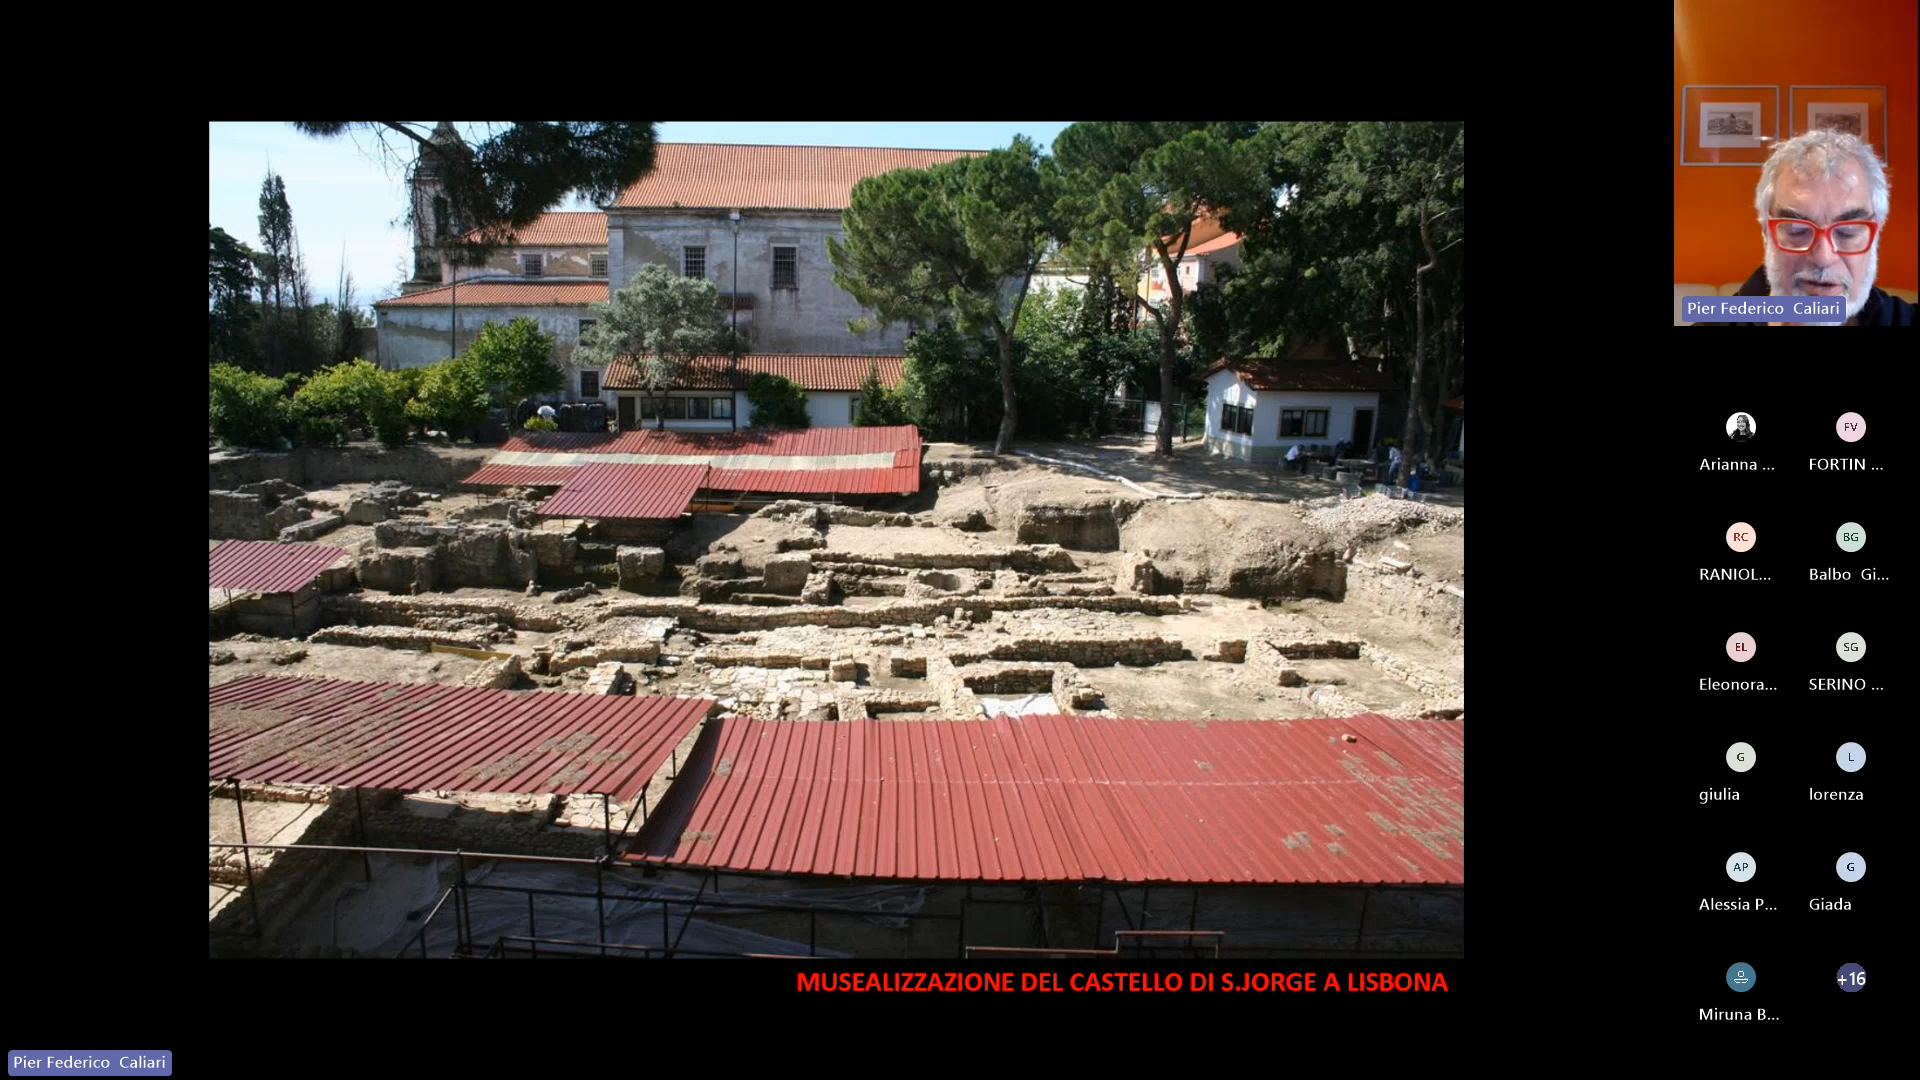 MUSEALIZZAZIONE DEL CASTELLO DI S.JORGE A LISBONA
Pier Federico Caliari
Pier Federico Caliari
Arianna ...
FV
FORTIN ...
RC
RANIOL...
BG
Balbo Gi...
EL
Eleonora...
SG
SERINO ...
G
giulia
L
lorenza
AP
Alessia P...
G
Giada
Miruna B...
+16